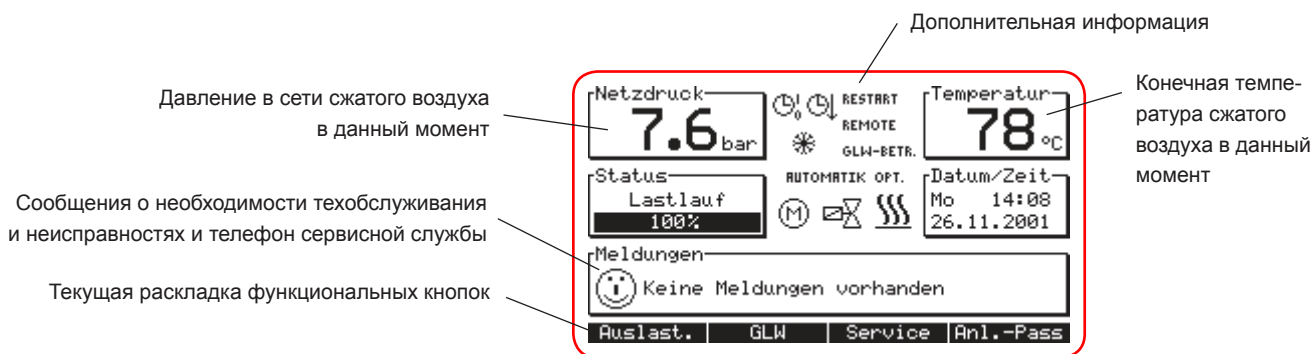 Дополнительная информация
Давление в сети сжатого воздуха
в данный момент
Конечная темпе-
ратура сжатого
воздуха в данный
момент
Сообщения о необходимости техобслуживания
и неисправностях и телефон сервисной службы
Текущая раскладка функциональных кнопок
Netzdruck
7.6 bar
RESTART
REMOTE
GLW-BETR.
Temperatur
78 °C
Status
Lastlauf
100%
AUTOMATIK OPT.
M
Datum/Zeit
Mo 14:08
26.11.2001
Meldungen
Keine Meldungen vorhanden
Auslast. GLW Service Anl.-Pass